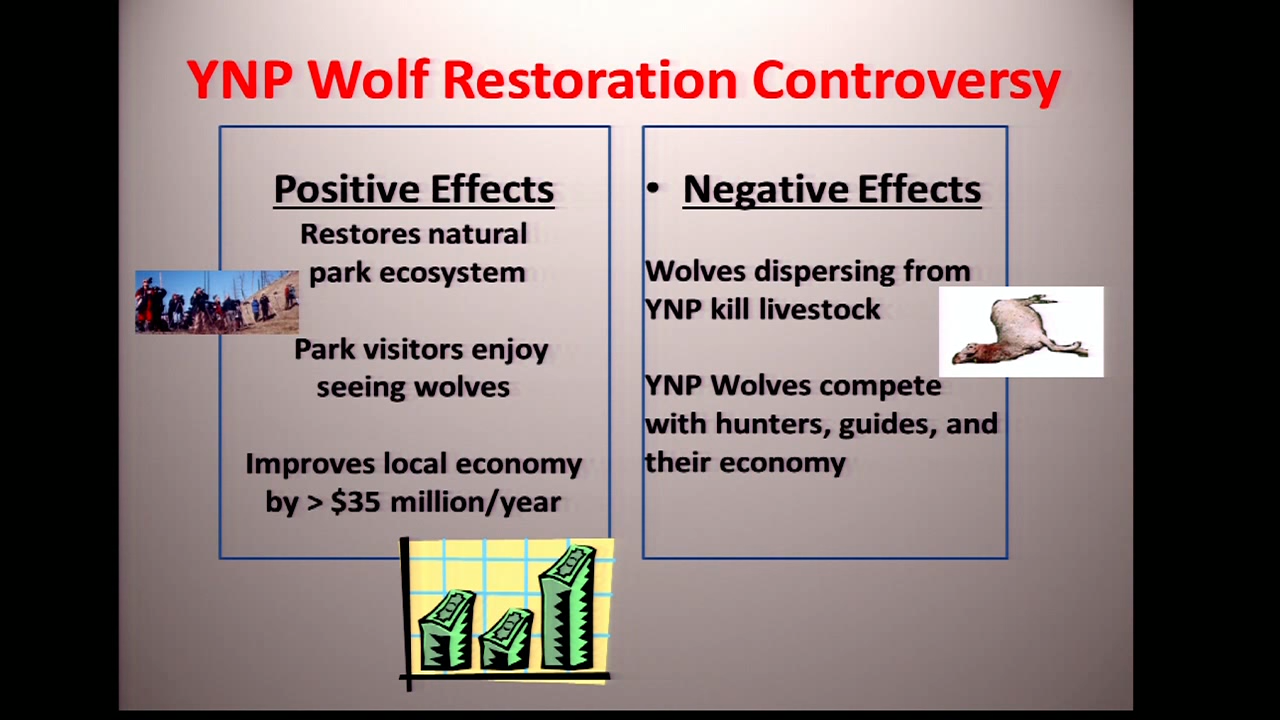 YNP Wolf Restoration Controversy
Positive Effects
Restores natural
park ecosystem
Park visitors enjoy
seeing wolves
Improves local economy
by > $35 million/year
• Negative Effects
Wolves dispersing from
YNP kill livestock
YNP Wolves compete
with hunters, guides, and
their economy